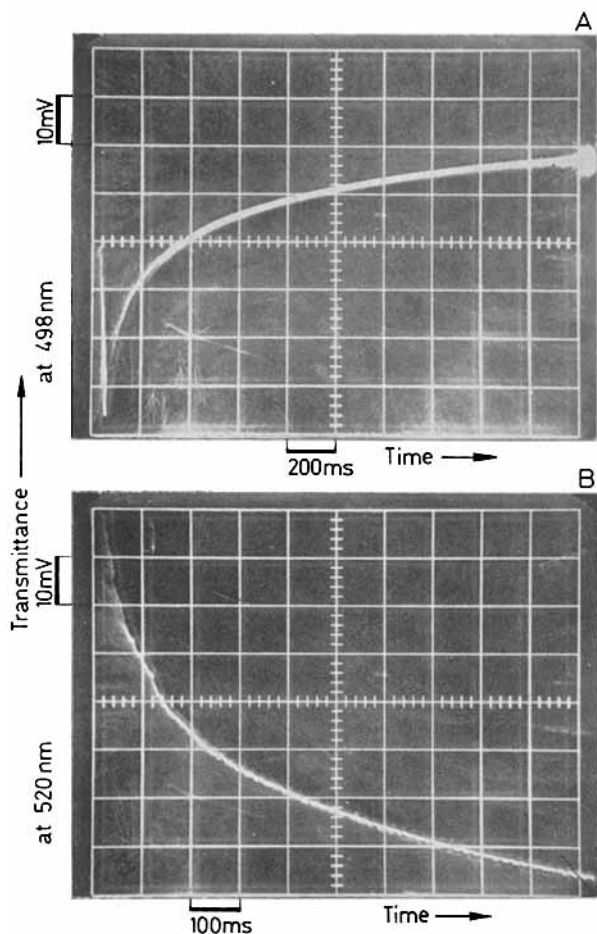 A
10mV
at 498nm
200ms
Time
Transmittance
B
10mV
at 520nm
100ms
Time